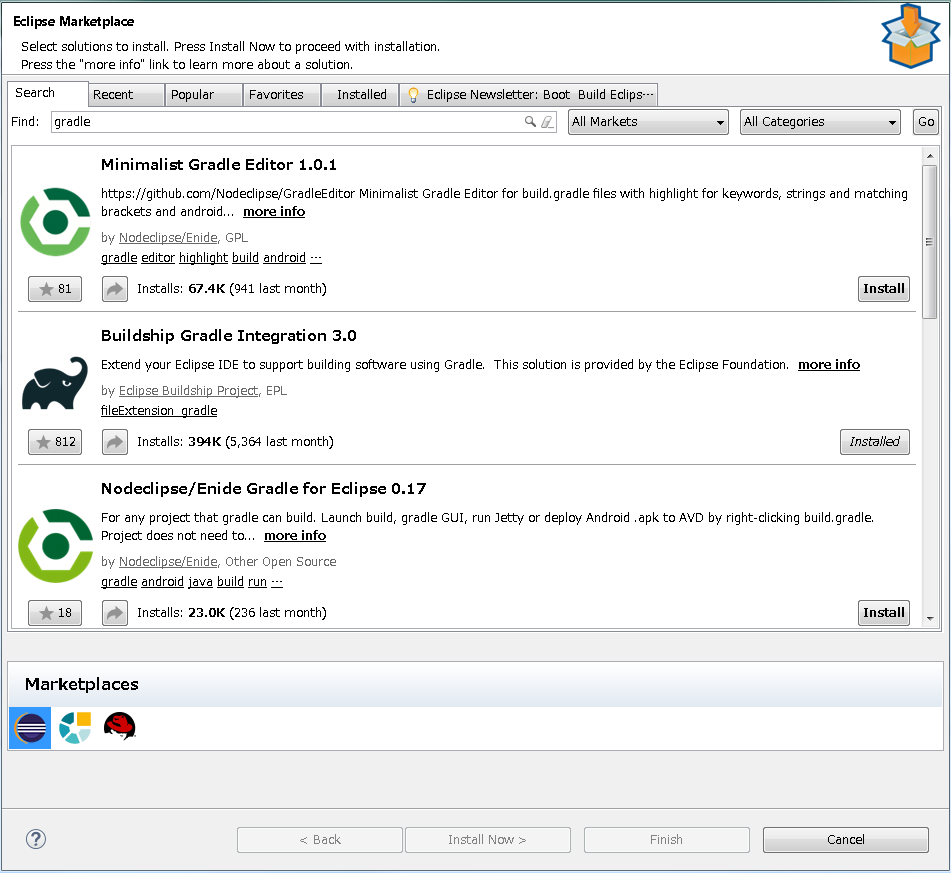 Eclipse Marketplace
Select solutions to install. Press Install Now to proceed with installation.
Press the "more info" link to learn more about a solution.
Search Recent Popular Favorites Installed Eclipse Newsletter: Boot Build Eclips···
Find: gradle All Markets All Categories Go
Minimalist Gradle Editor 1.0.1
https://github.com/Nodeclipse/GradleEditor Minimalist Gradle Editor for build.gradle files with highlight for keywords, strings and matching
brackets and android... more info
by Nodeclipse/Enide, GPL
gradle editor highlight build android ···
81 Installs: 67.4K (941 last month) Install
Buildship Gradle Integration 3.0
Extend your Eclipse IDE to support building software using Gradle. This solution is provided by the Eclipse Foundation. more info
by Eclipse Buildship Project, EPL
fileExtension_gradle
812 Installs: 394K (5,364 last month) Installed
Nodeclipse/Enide Gradle for Eclipse 0.17
For any project that gradle can build. Launch build, gradle GUI, run Jetty or deploy Android .apk to AVD by right-clicking build.gradle.
Project does not need to... more info
by Nodeclipse/Enide, Other Open Source
gradle android java build run ···
18 Installs: 23.0K (236 last month) Install
Marketplaces
? < Back Install Now > Finish Cancel